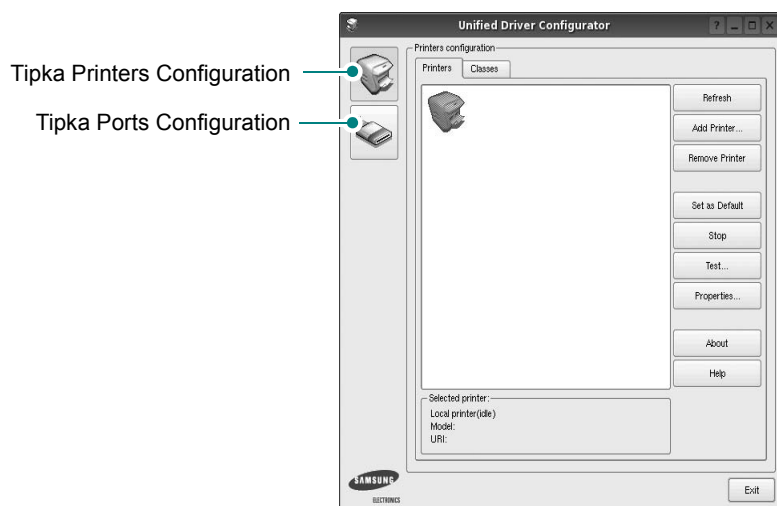 Unified Driver Configurator
Tipka Printers Configuration
Tipka Ports Configuration
Printers configuration
Printers
Classes
Refresh
Add Printer...
Remove Printer
Set as Default
Stop
Test...
Properties...
About
Help
Selected printer:
Local printer(idle)
Model:
URI:
SAMSUNG
ELECTRONICS
Exit